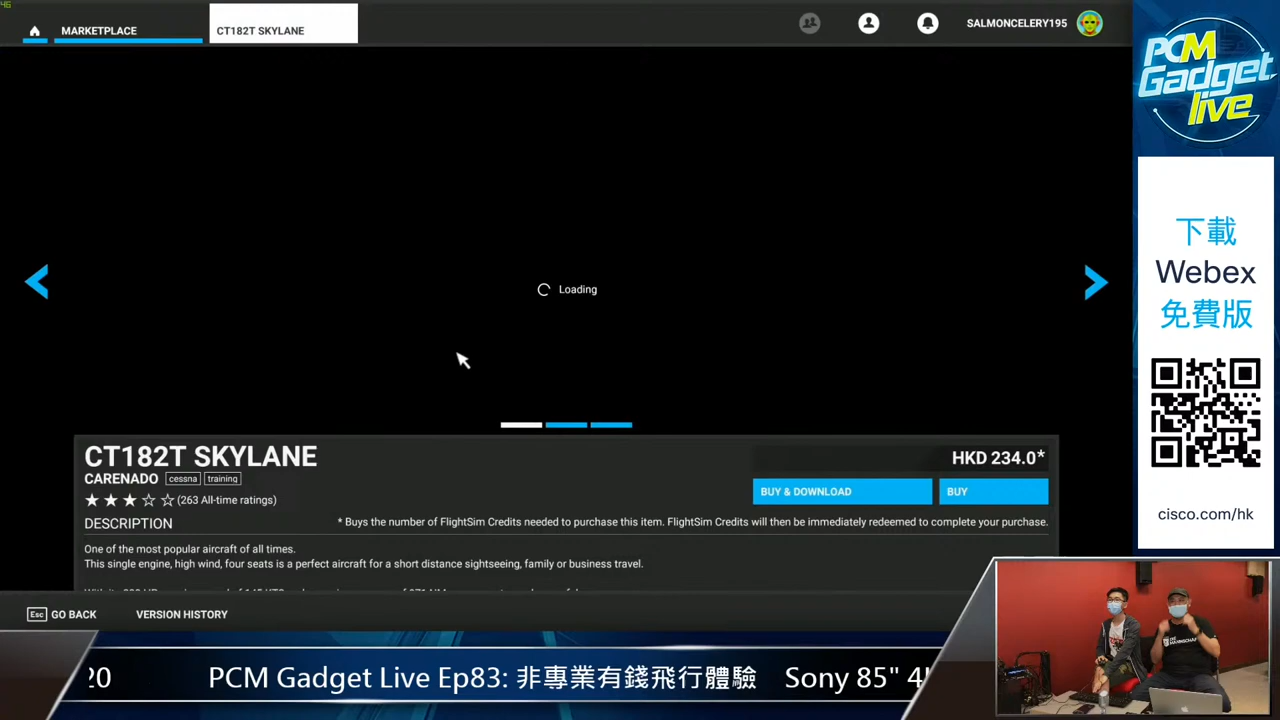 46
MARKETPLACE
CT182T SKYLANE
SALMONCELERY195
PCM
Gadget
live
Loading
下載
Webex
免費版
cisco.com/hk
CT182T SKYLANE
CARENADO cessna training
(263 All-time ratings)
HKD 234.0*
BUY & DOWNLOAD
BUY
DESCRIPTION
* Buys the number of FlightSim Credits needed to purchase this item. FlightSim Credits will then be immediately redeemed to complete your purchase.
One of the most popular aircraft of all times.
This single engine, high wind, four seats is a perfect aircraft for a short distance sightseeing, family or business travel.
Esc GO BACK
VERSION HISTORY
20 PCM Gadget Live Ep83: 非專業有錢飛行體驗 Sony 85"